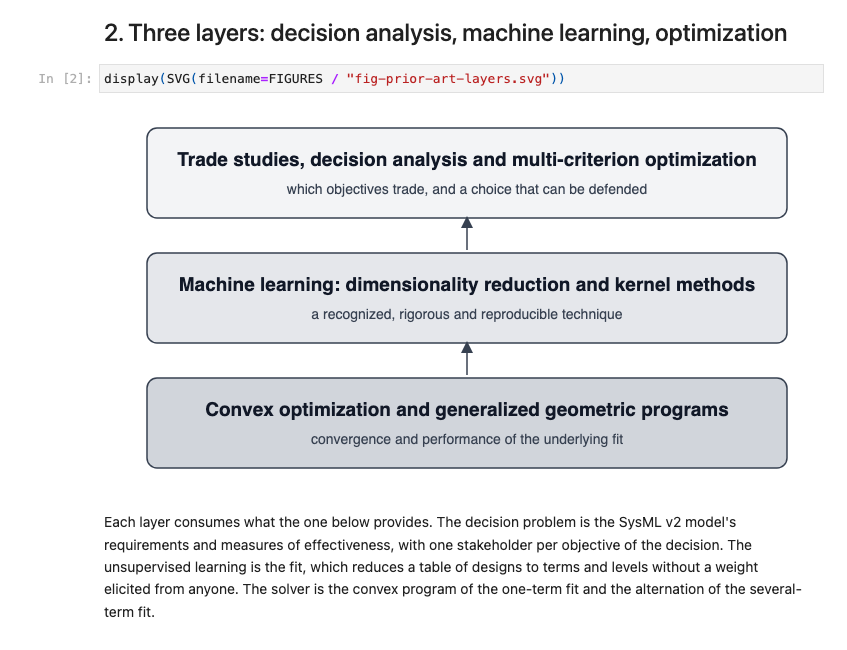 2. Three layers: decision analysis, machine learning, optimization
In [2]: display(SVG(filename=FIGURES / "fig-prior-art-layers.svg"))
Trade studies, decision analysis and multi-criterion optimization
which objectives trade, and a choice that can be defended
Machine learning: dimensionality reduction and kernel methods
a recognized, rigorous and reproducible technique
Convex optimization and generalized geometric programs
convergence and performance of the underlying fit
Each layer consumes what the one below provides. The decision problem is the SysML v2 model's
requirements and measures of effectiveness, with one stakeholder per objective of the decision. The
unsupervised learning is the fit, which reduces a table of designs to terms and levels without a weight
elicited from anyone. The solver is the convex program of the one-term fit and the alternation of the several-
term fit.